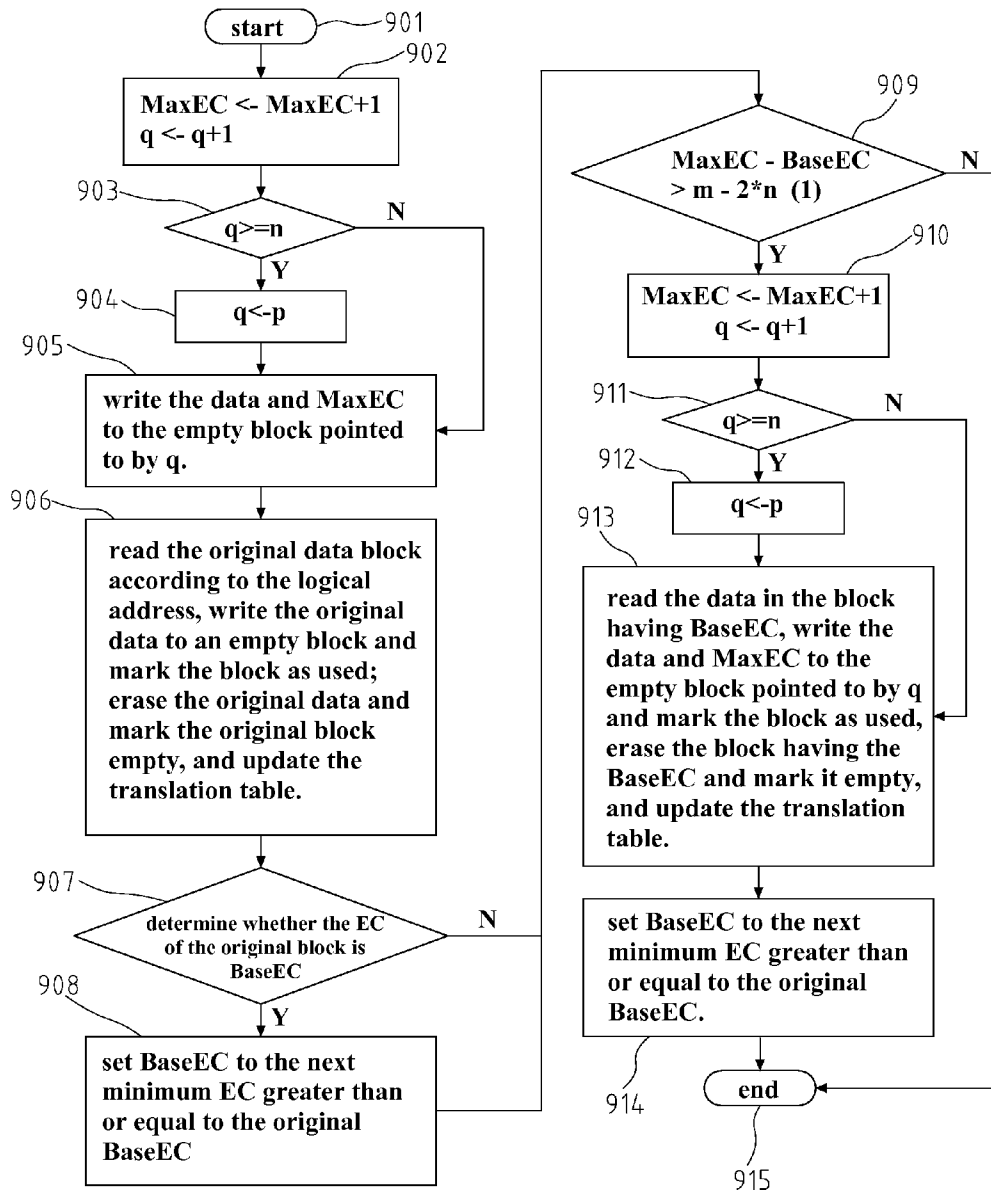 start
901
902
MaxEC <- MaxEC+1
q <- q+1
903
q>=n
N
Y
904
q<-p
905
write the data and MaxEC
to the empty block pointed
to by q.
906
read the original data block
according to the logical
address, write the original
data to an empty block and
mark the block as used;
erase the original data and
mark the original block
empty, and update the
translation table.
907
determine whether the EC
of the original block is
BaseEC
N
Y
908
set BaseEC to the next
minimum EC greater than
or equal to the original
BaseEC
909
MaxEC - BaseEC
> m - 2*n (1)
N
Y
910
MaxEC <- MaxEC+1
q <- q+1
911
q>=n
N
Y
912
q<-p
913
read the data in the block
having BaseEC, write the
data and MaxEC to the
empty block pointed to by q
and mark the block as used,
erase the block having the
BaseEC and mark it empty,
and update the translation
table.
set BaseEC to the next
minimum EC greater than
or equal to the original
BaseEC.
914
end
915